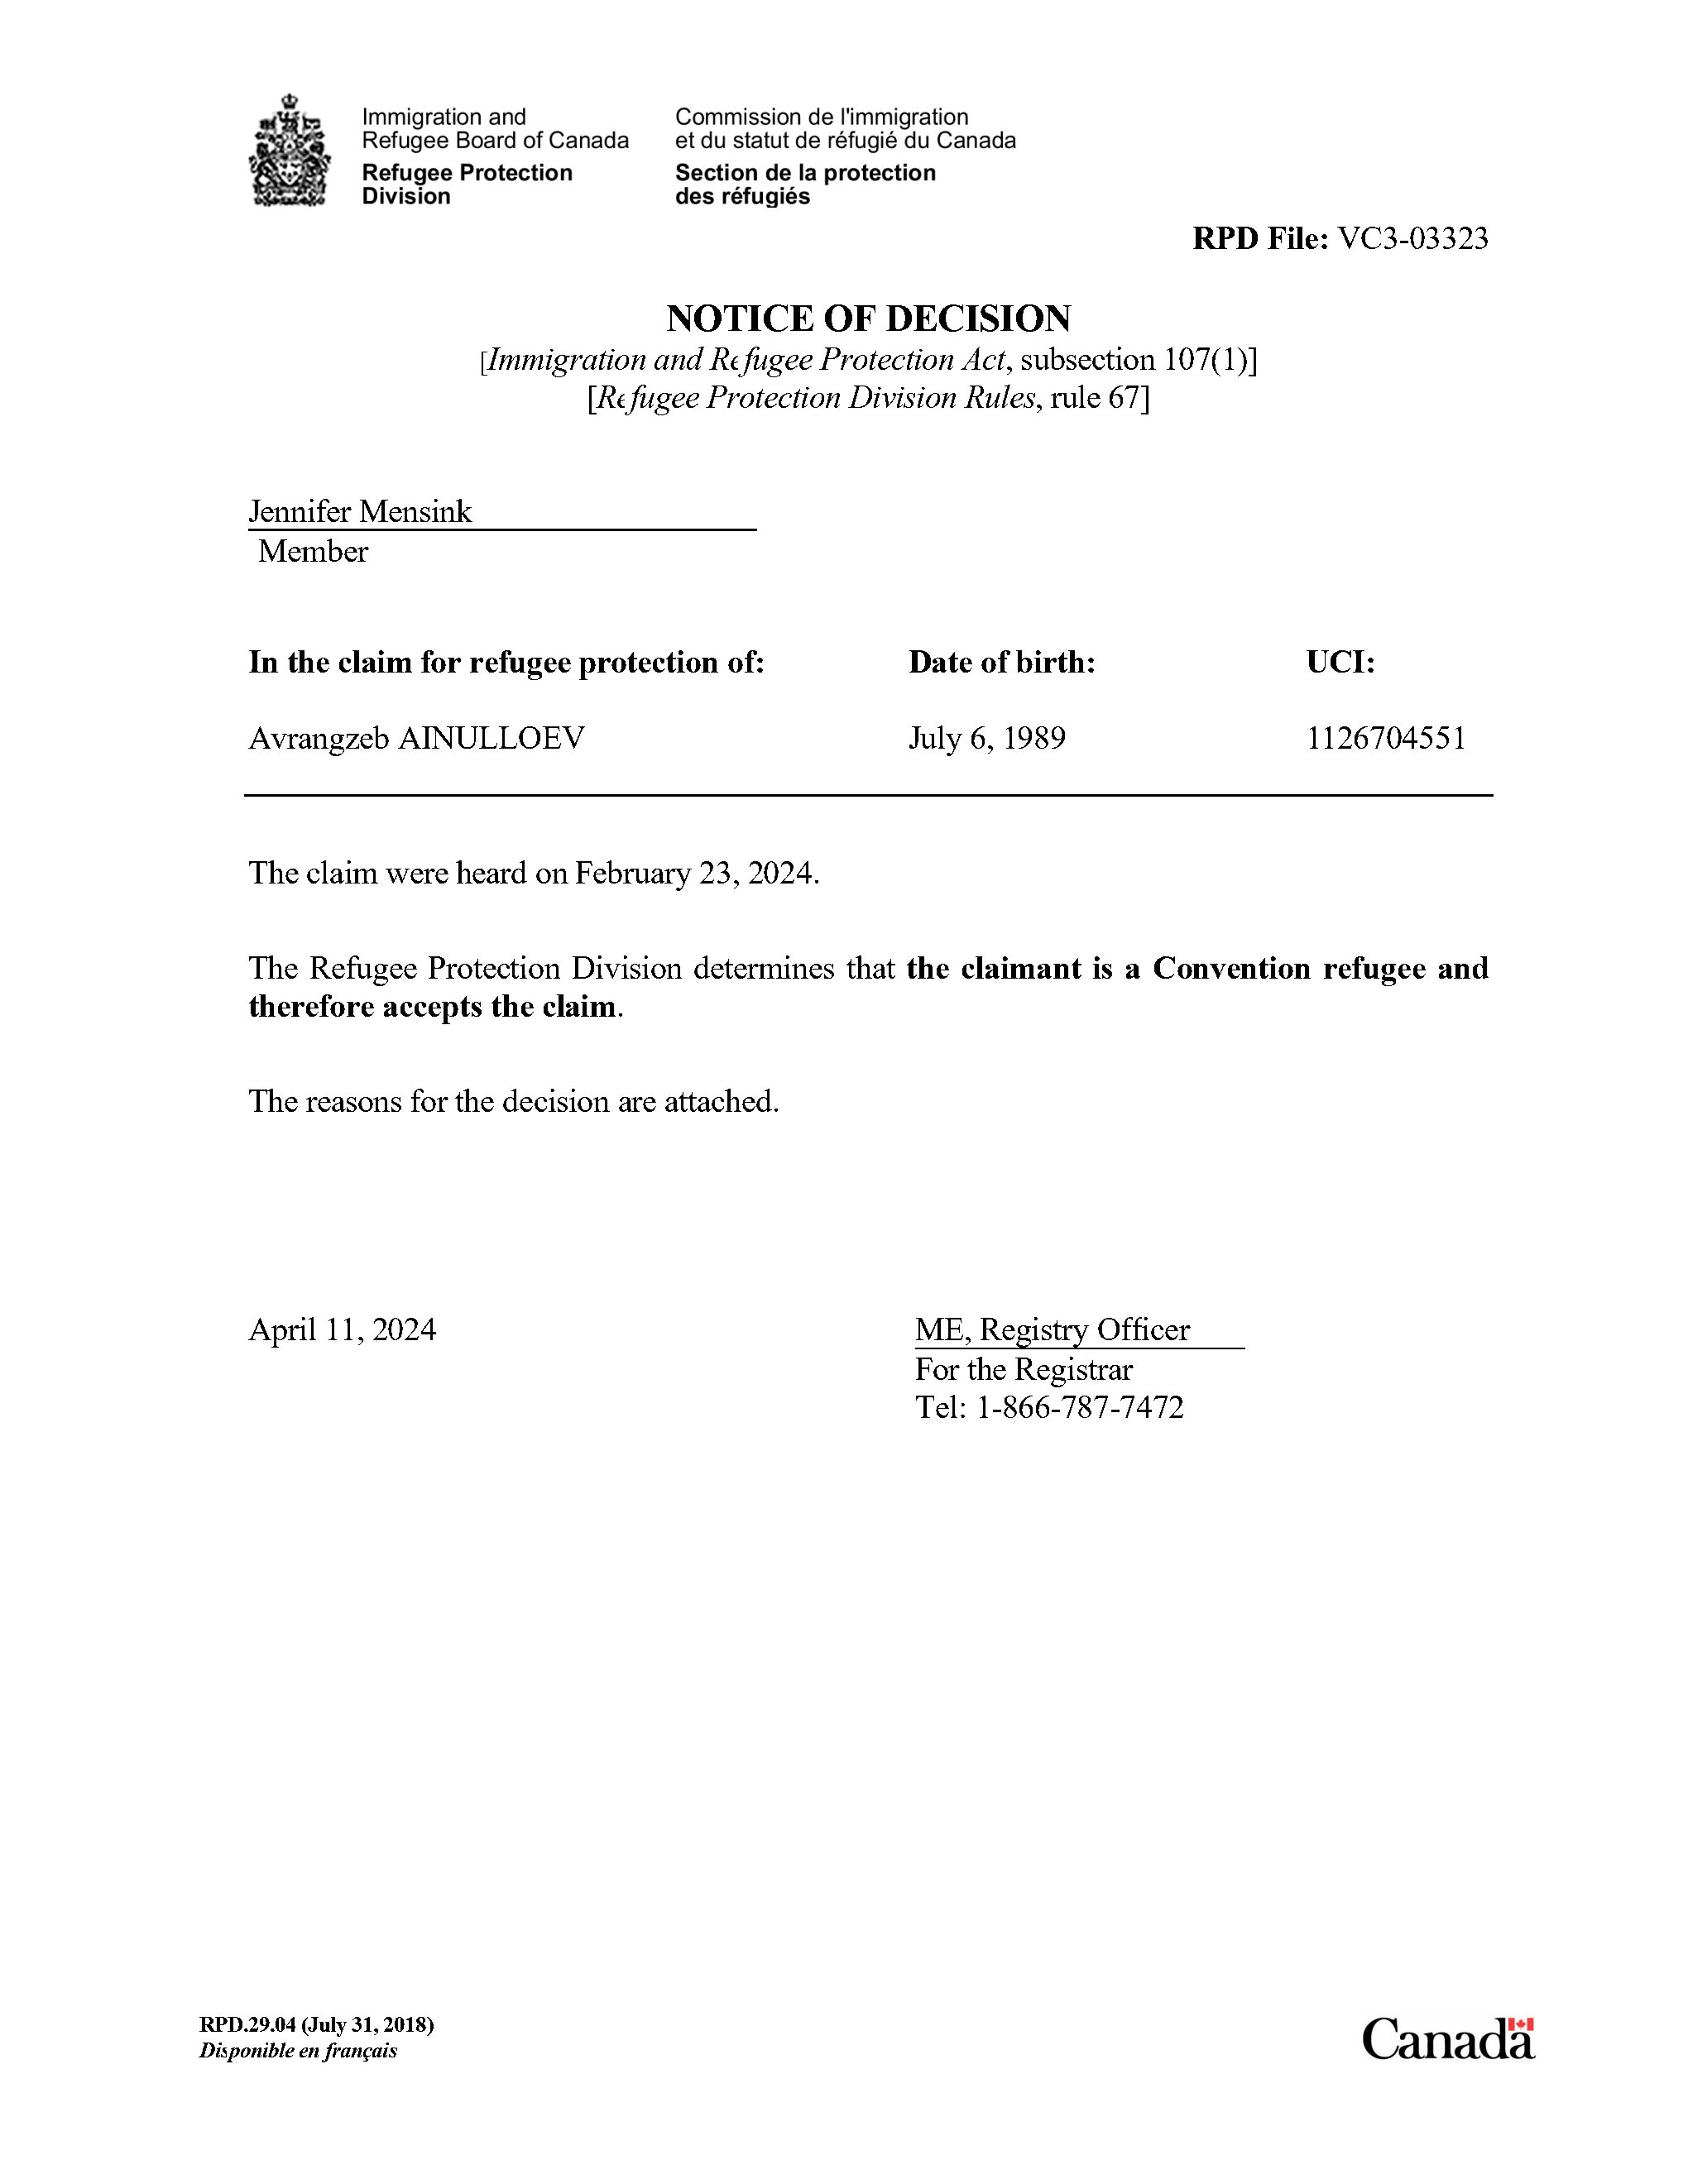 Immigration and
Refugee Board of Canada
Refugee Protection
Division
Commission de l'immigration
et du statut de réfugié du Canada
Section de la protection
des réfugiés
RPD File: VC3-03323
NOTICE OF DECISION
[Immigration and Refugee Protection Act, subsection 107(1)]
[Refugee Protection Division Rules, rule 67]
Jennifer Mensink
Member
In the claim for refugee protection of: Date of birth: UCI:
Avrangzeb AINULLOEV July 6, 1989 1126704551
The claim were heard on February 23, 2024.
The Refugee Protection Division determines that the claimant is a Convention refugee and
therefore accepts the claim.
The reasons for the decision are attached.
April 11, 2024 ME, Registry Officer
For the Registrar
Tel: 1-866-787-7472
RPD.29.04 (July 31, 2018)
Disponible en français
Canada